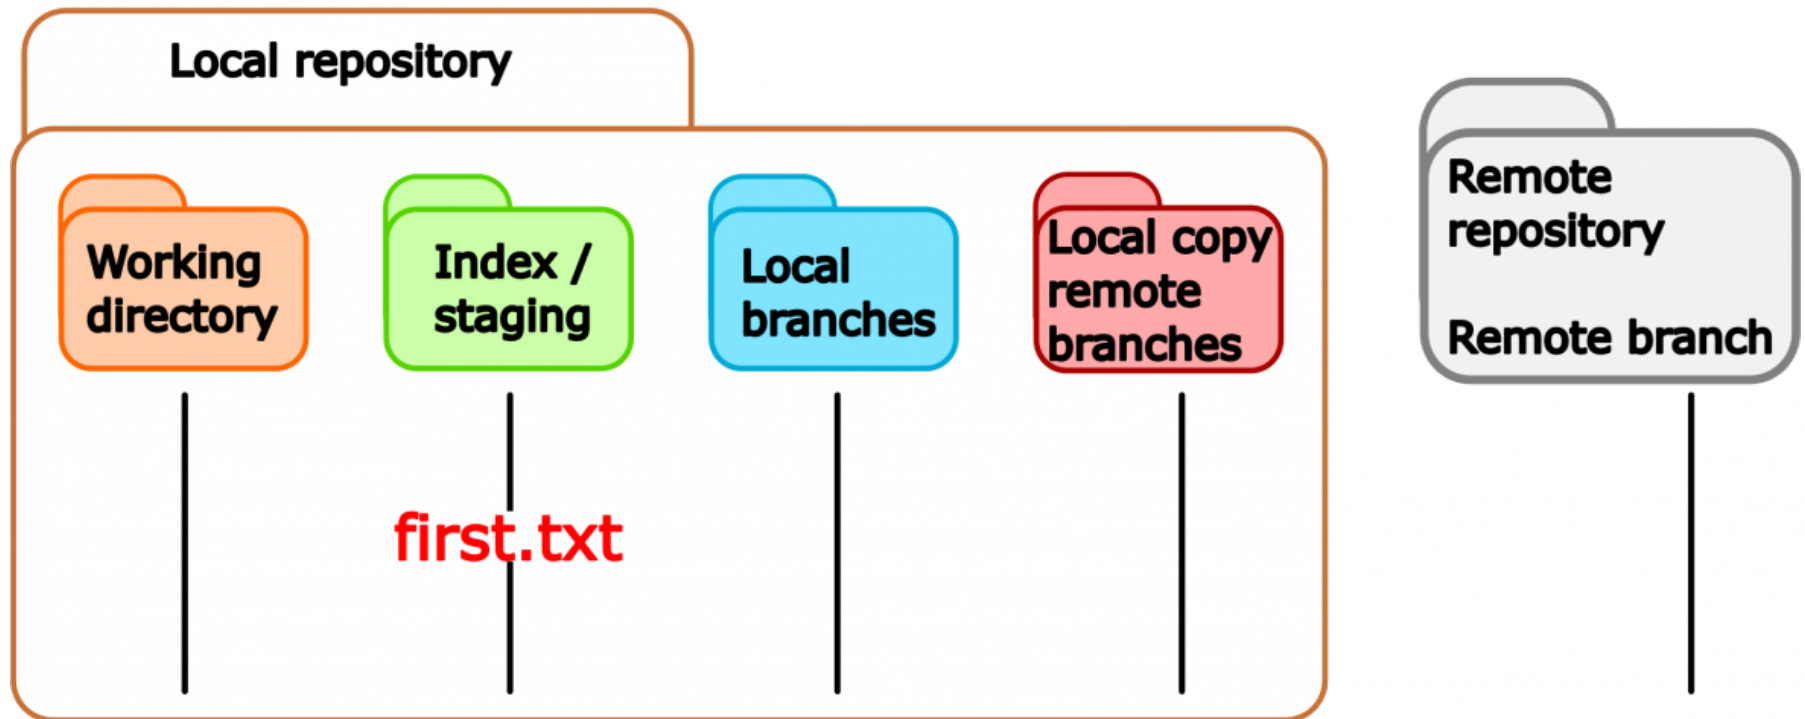 Local repository
Working
directory
Index /
staging
Local
branches
Local copy
remote
branches
Remote
repository
Remote branch
first.txt